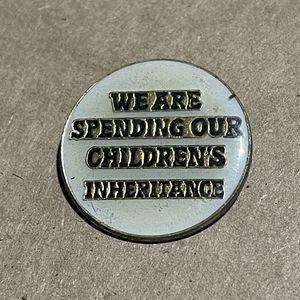 WE ARE
SPENDING OUR
CHILDREN'S
INHERITANCE